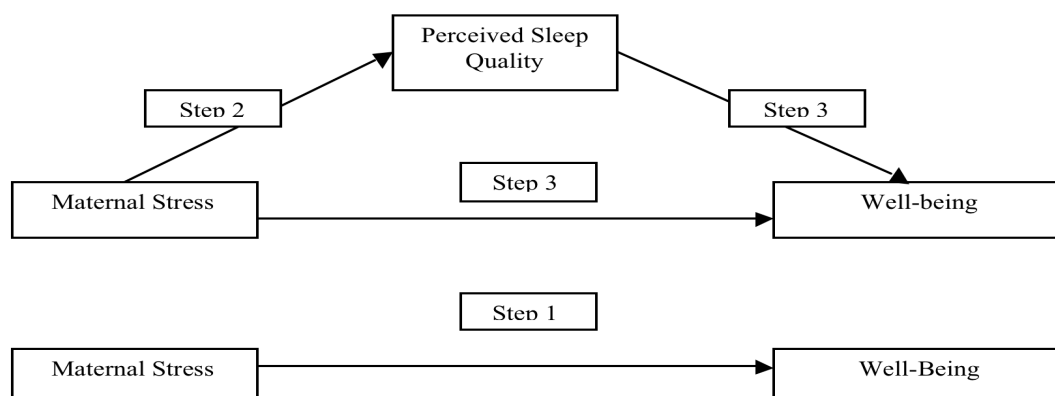 Perceived Sleep
Quality
Step 2
Step 3
Step 3
Maternal Stress
Well-being
Step 1
Maternal Stress
Well-Being